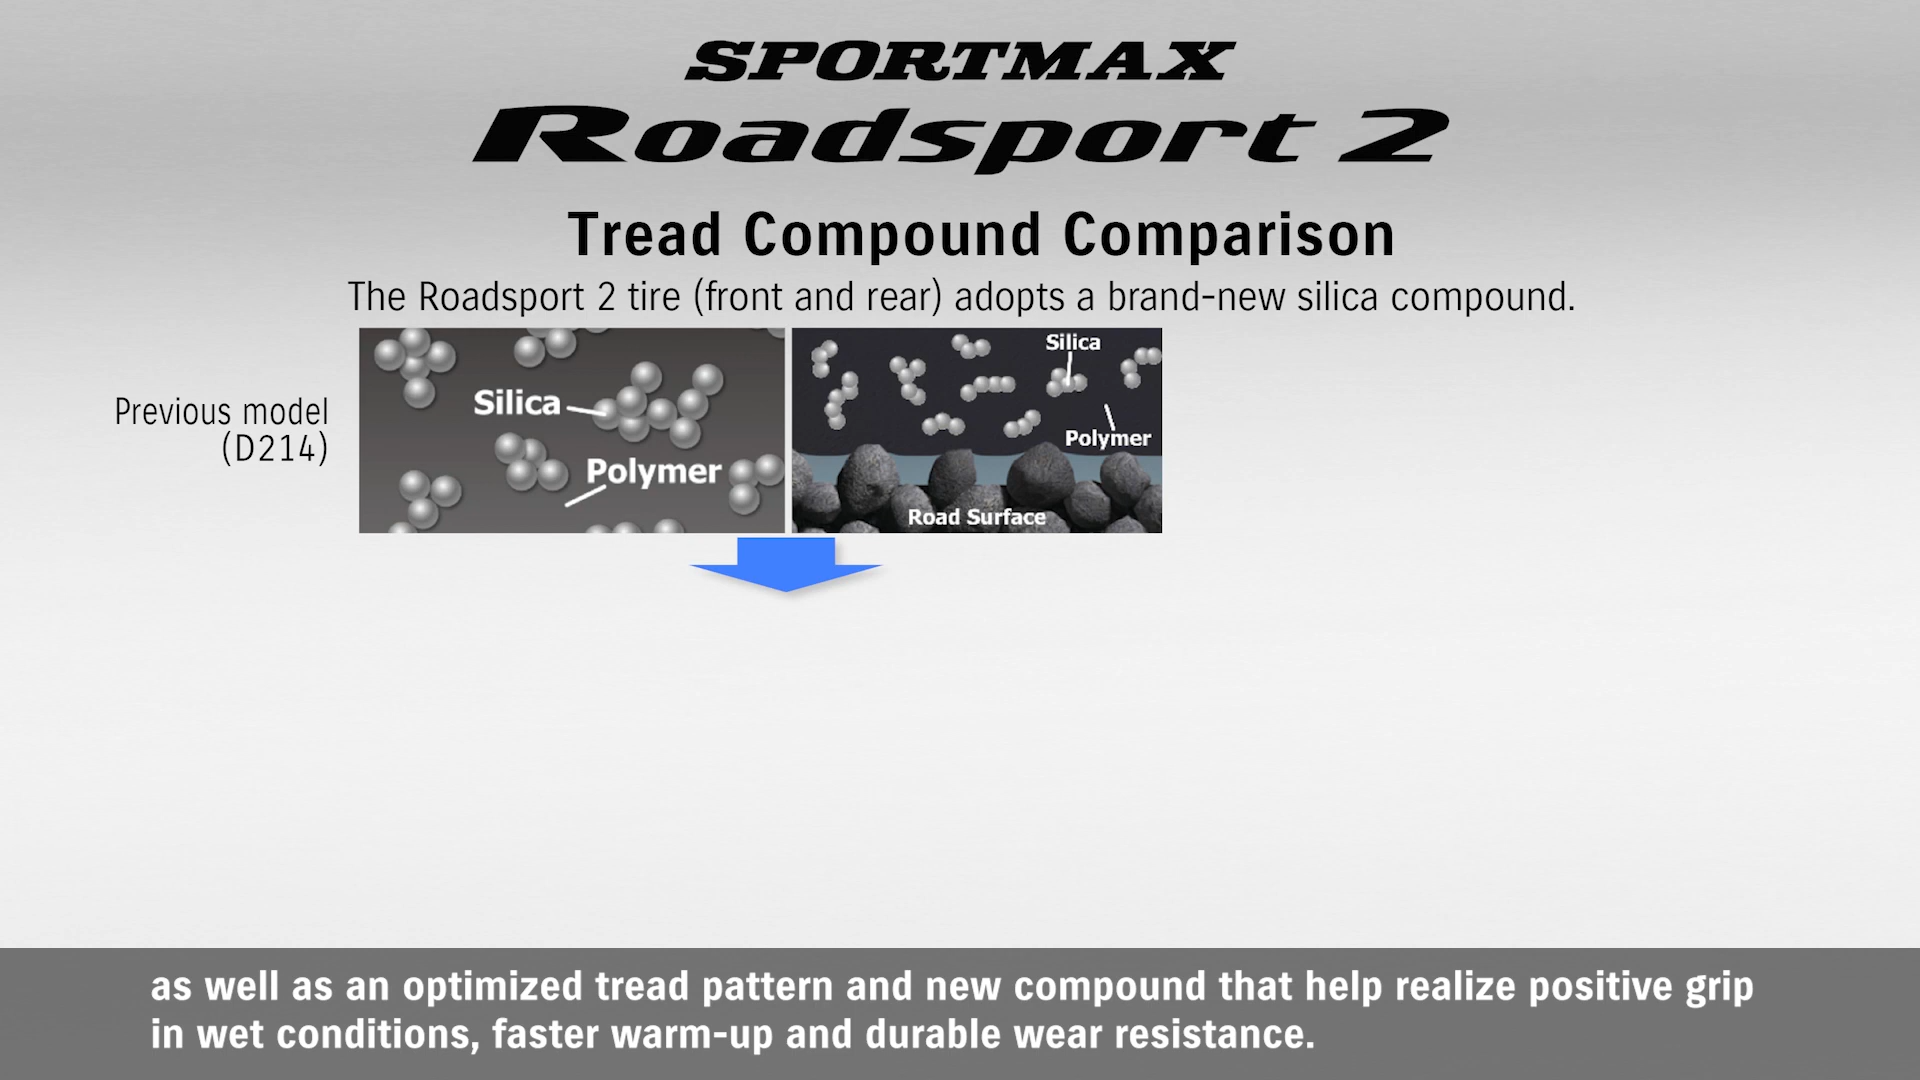 SPORTMAX
Roadsport 2
Tread Compound Comparison
The Roadsport 2 tire (front and rear) adopts a brand-new silica compound.
Previous model
(D214)
Silica
Polymer
Silica
Polymer
Road Surface
as well as an optimized tread pattern and new compound that help realize positive grip
in wet conditions, faster warm-up and durable wear resistance.